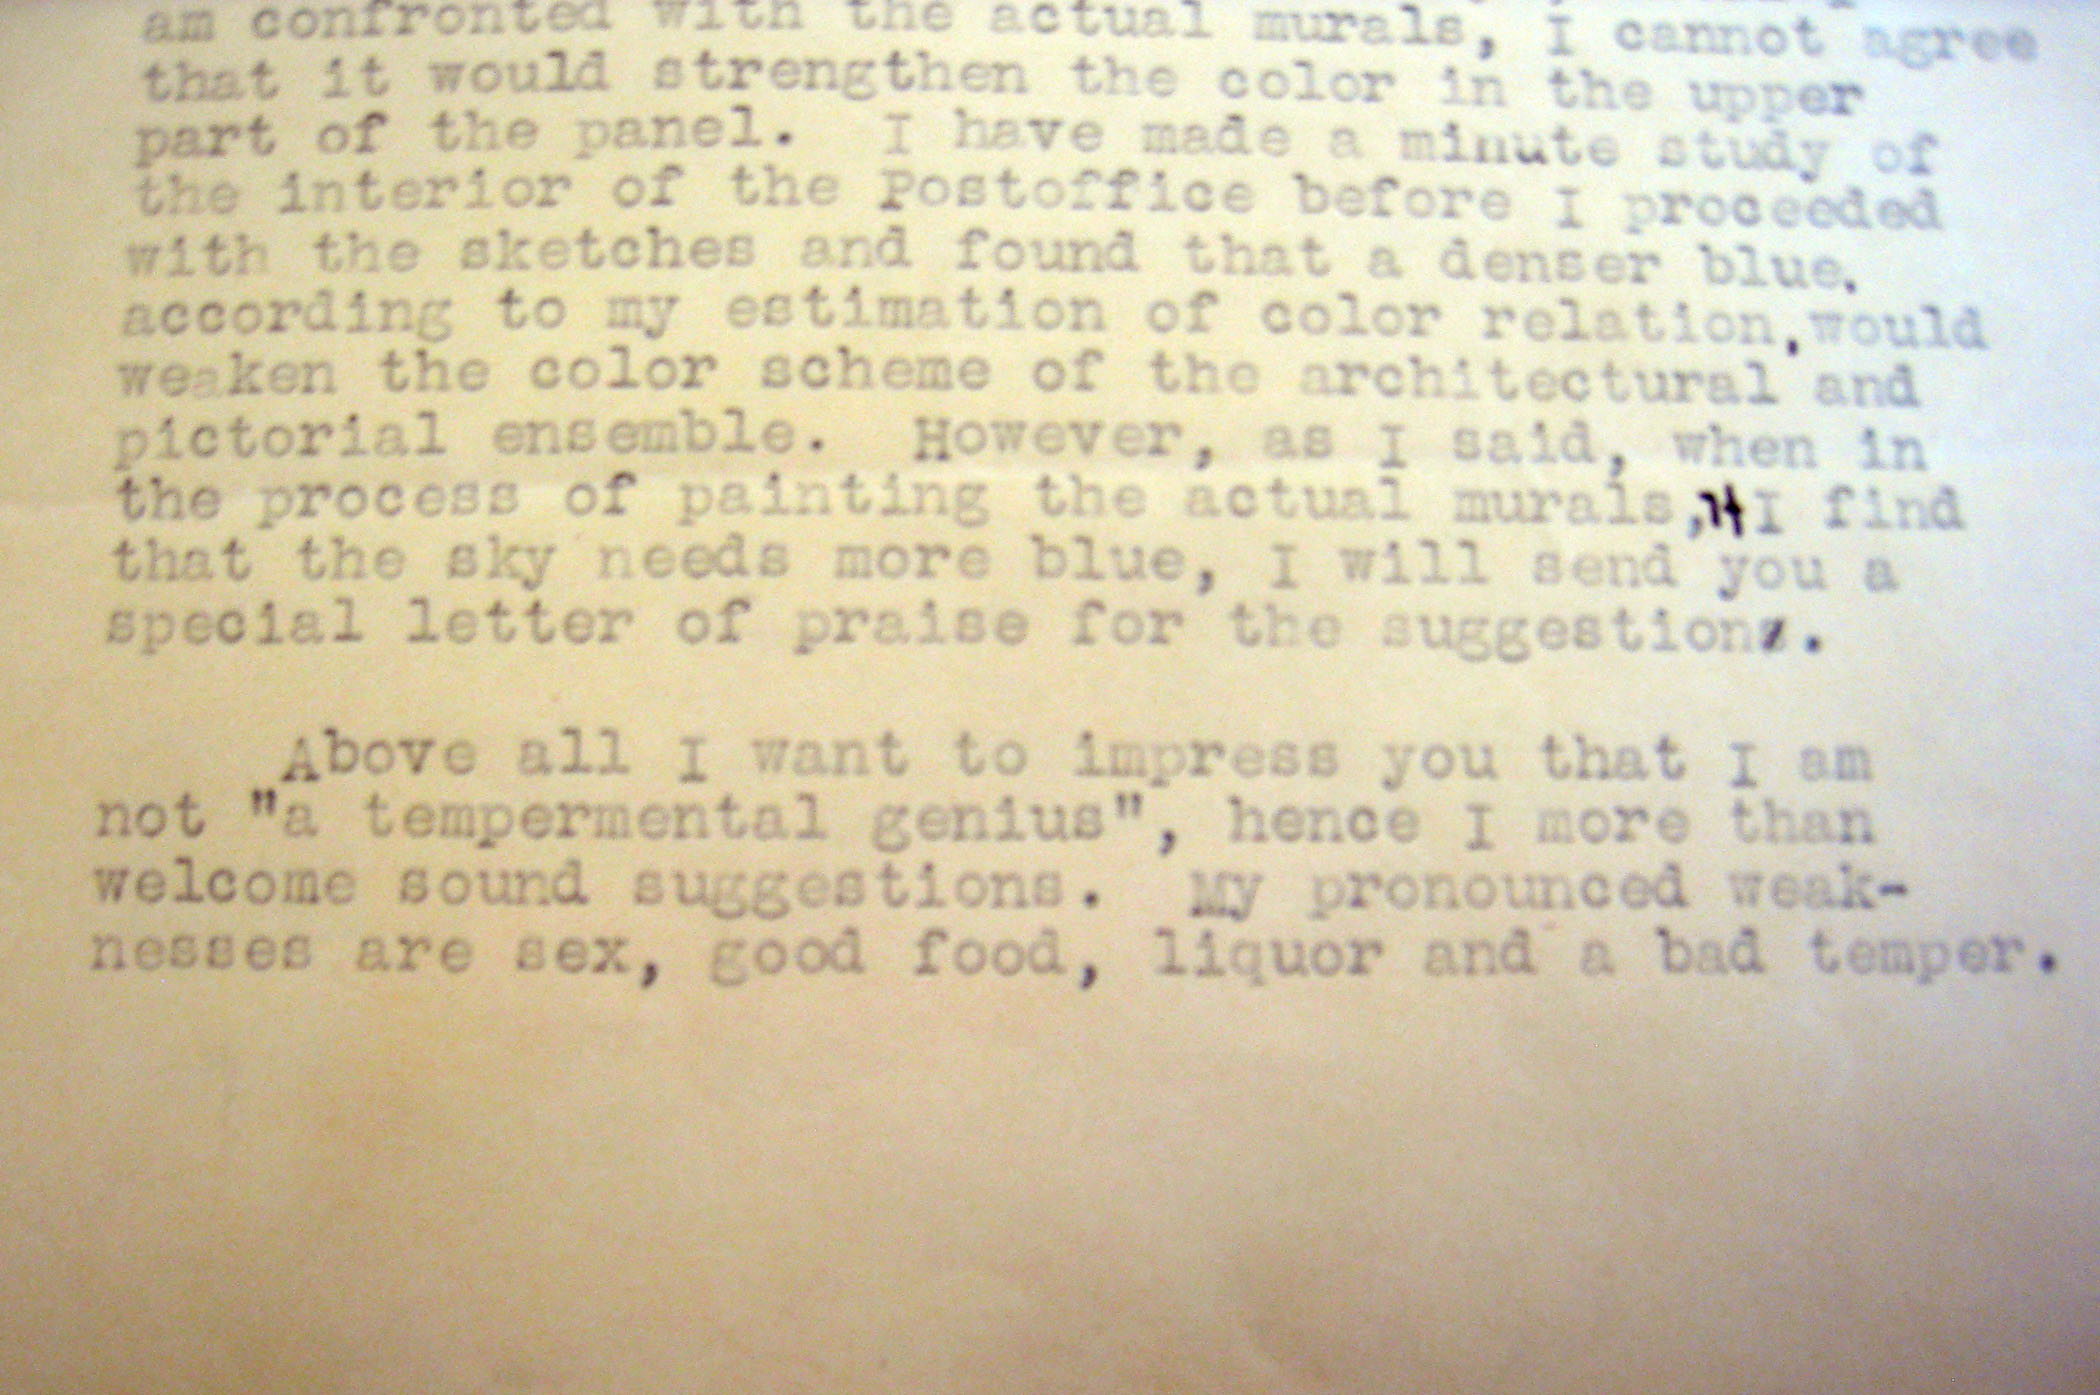 am confronted with the actual murals, I cannot agree
that it would strengthen the color in the upper
part of the panel. I have made a minute study of
the interior of the Postoffice before I proceeded
with the sketches and found that a denser blue,
according to my estimation of color relation, would
weaken the color scheme of the architectural and
pictorial ensemble. However, as I said, when in
the process of painting the actual murals, if I find
that the sky needs more blue, I will send you a
special letter of praise for the suggestion.

Above all I want to impress you that I am
not "a tempermental genius", hence I more than
welcome sound suggestions. My pronounced weak-
nesses are sex, good food, liquor and a bad temper.